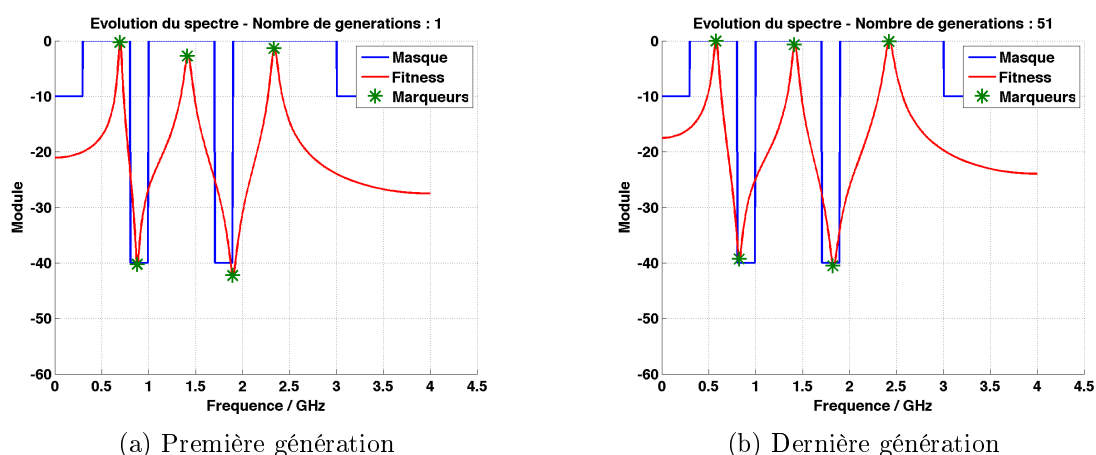 Evolution du spectre - Nombre de generations : 1
0
-10
-20
-30
-40
-50
-60
Module
Masque
Fitness
Marqueurs
0 0.5 1 1.5 2 2.5 3 3.5 4 4.5
Frequence / GHz
(a) Première génération
Evolution du spectre - Nombre de generations : 51
0
-10
-20
-30
-40
-50
-60
Module
Masque
Fitness
Marqueurs
0 0.5 1 1.5 2 2.5 3 3.5 4 4.5
Frequence / GHz
(b) Dernière génération